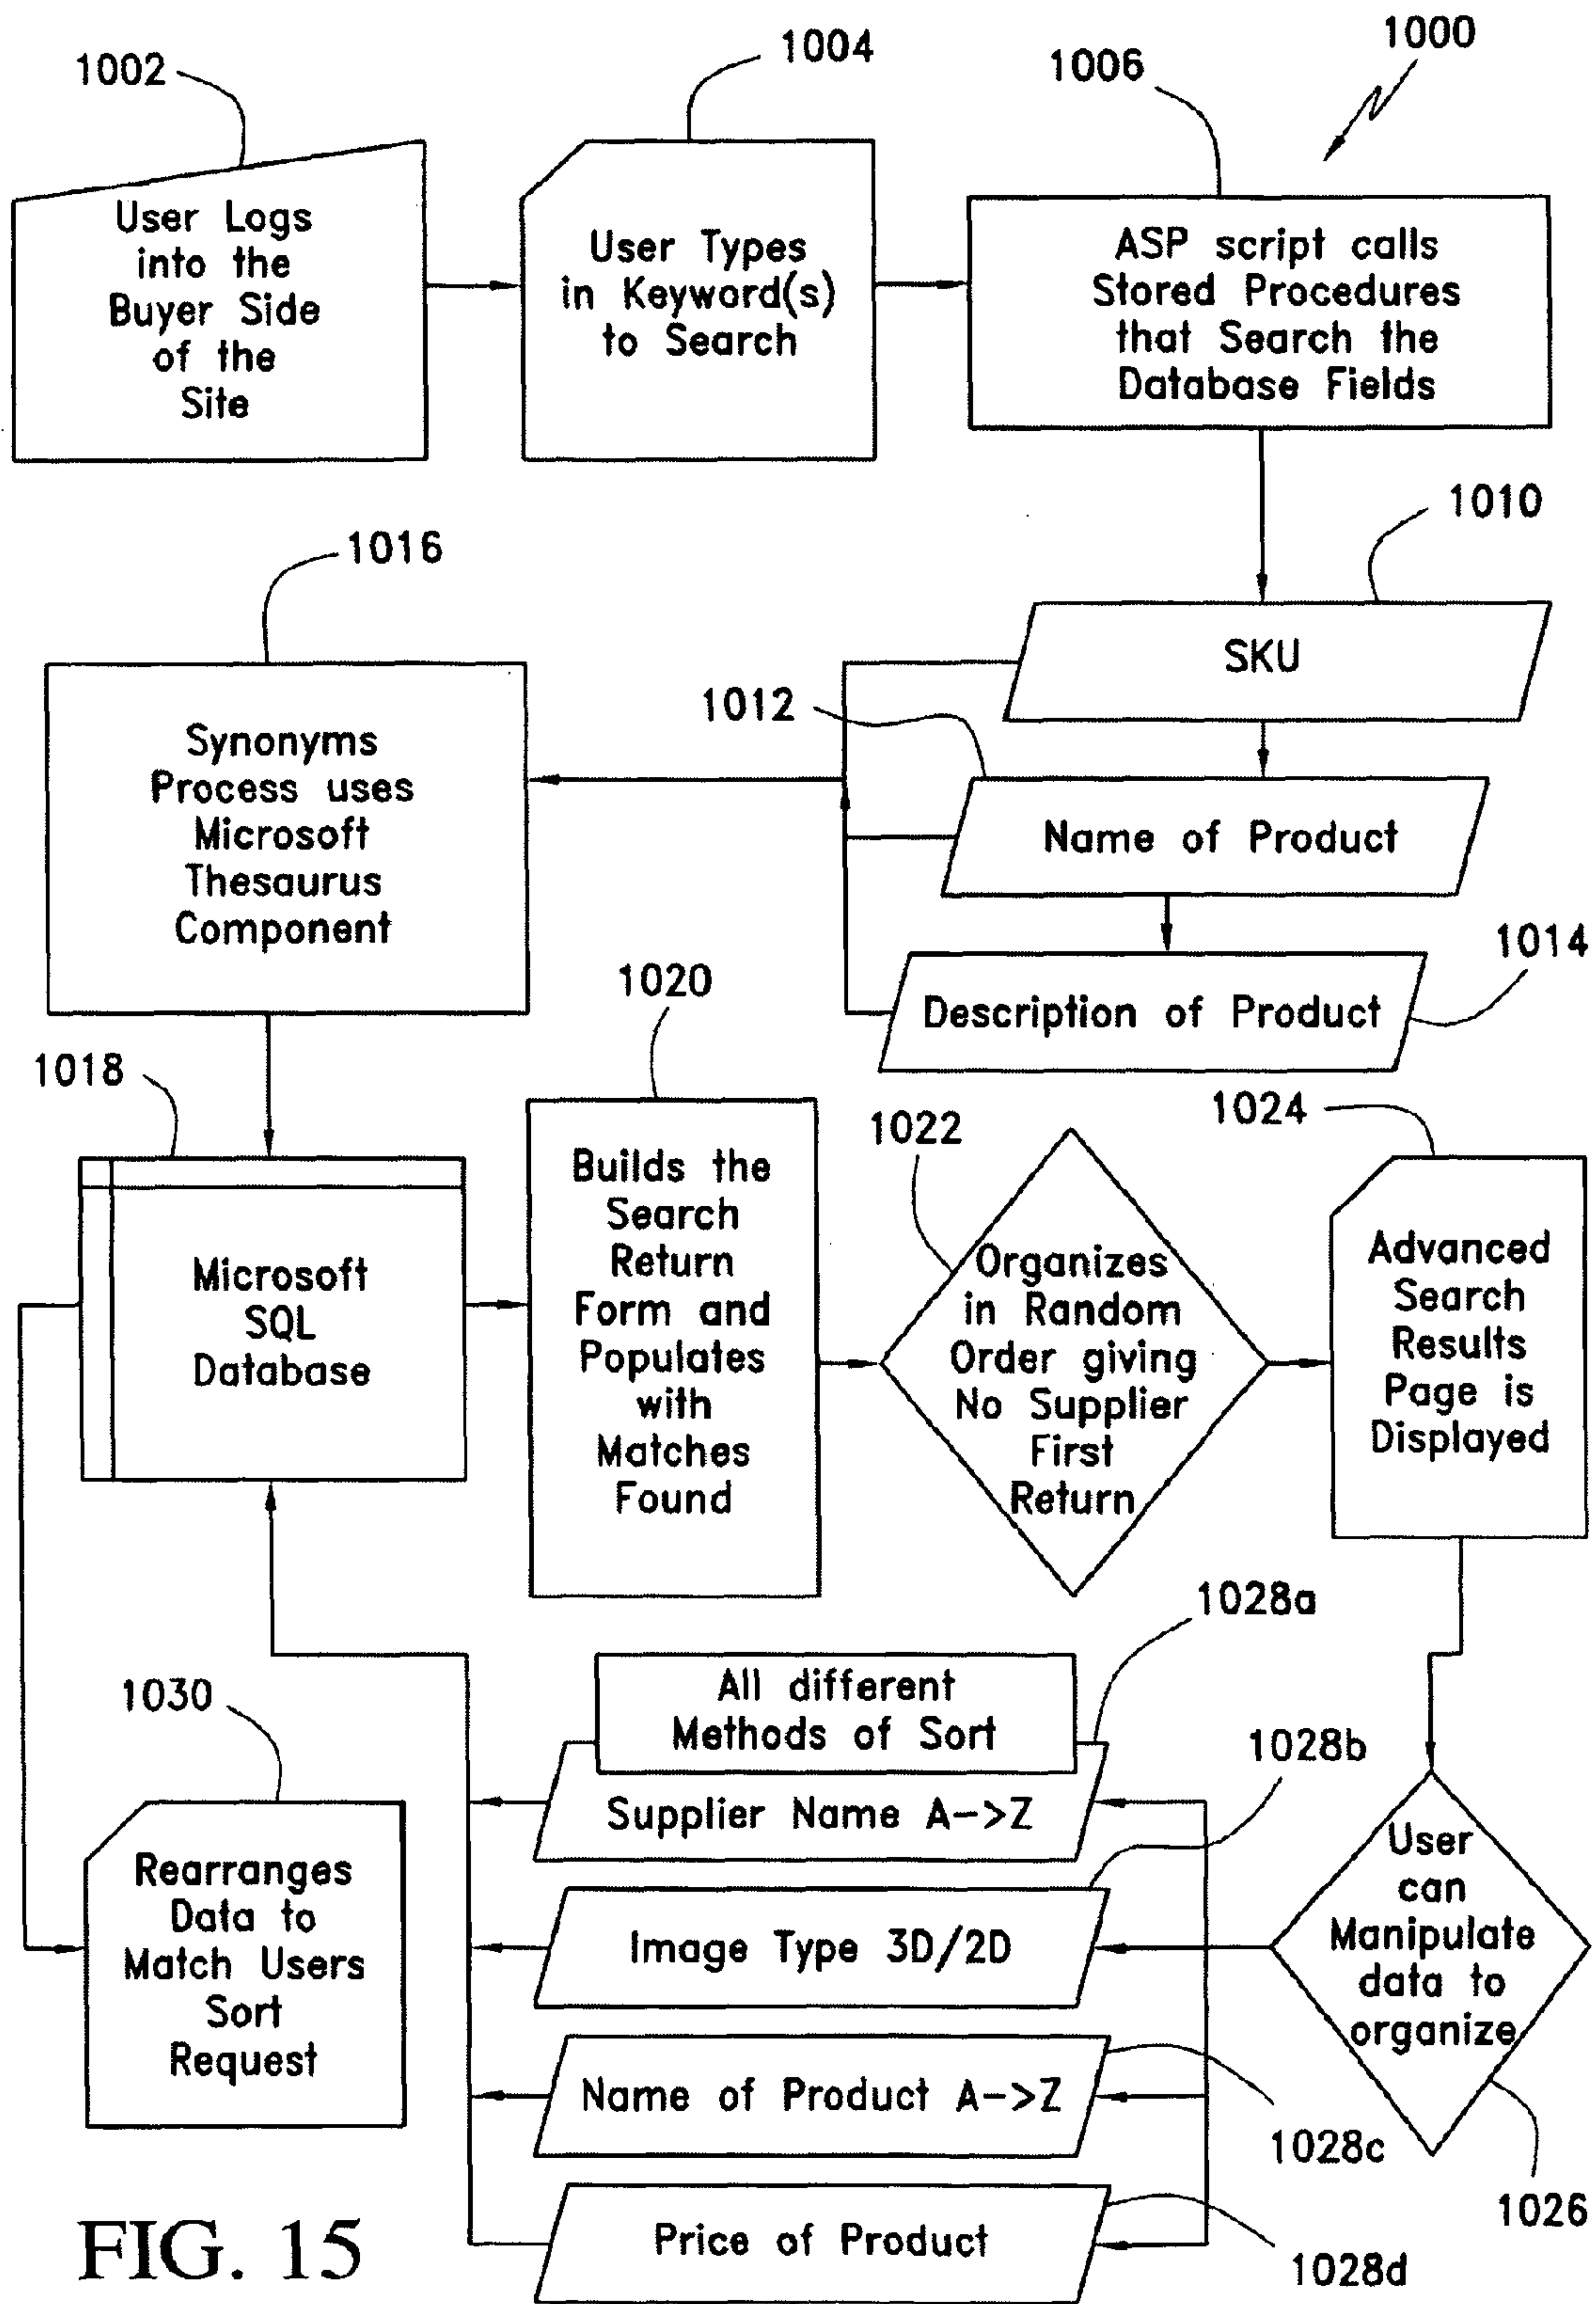 1000
1002
1004
1006
User Logs
into the
Buyer Side
of the
Site
User Types
in Keyword(s)
to Search
ASP script calls
Stored Procedures
that Search the
Database Fields
1010
SKU
1012
Name of Product
1014
Description of Product
1016
Synonyms
Process uses
Microsoft
Thesaurus
Component
1018
Microsoft
SQL
Database
1020
Builds the
Search
Return
Form and
Populates
with
Matches
Found
1022
Organizes
in Random
Order giving
No Supplier
First
Return
1024
Advanced
Search
Results
Page is
Displayed
1026
User
can
Manipulate
data to
organize
All different
Methods of Sort
1028a
Supplier Name A->Z
1028b
Image Type 3D/2D
1028c
Name of Product A->Z
1028d
Price of Product
1030
Rearranges
Data to
Match Users
Sort
Request
FIG. 15